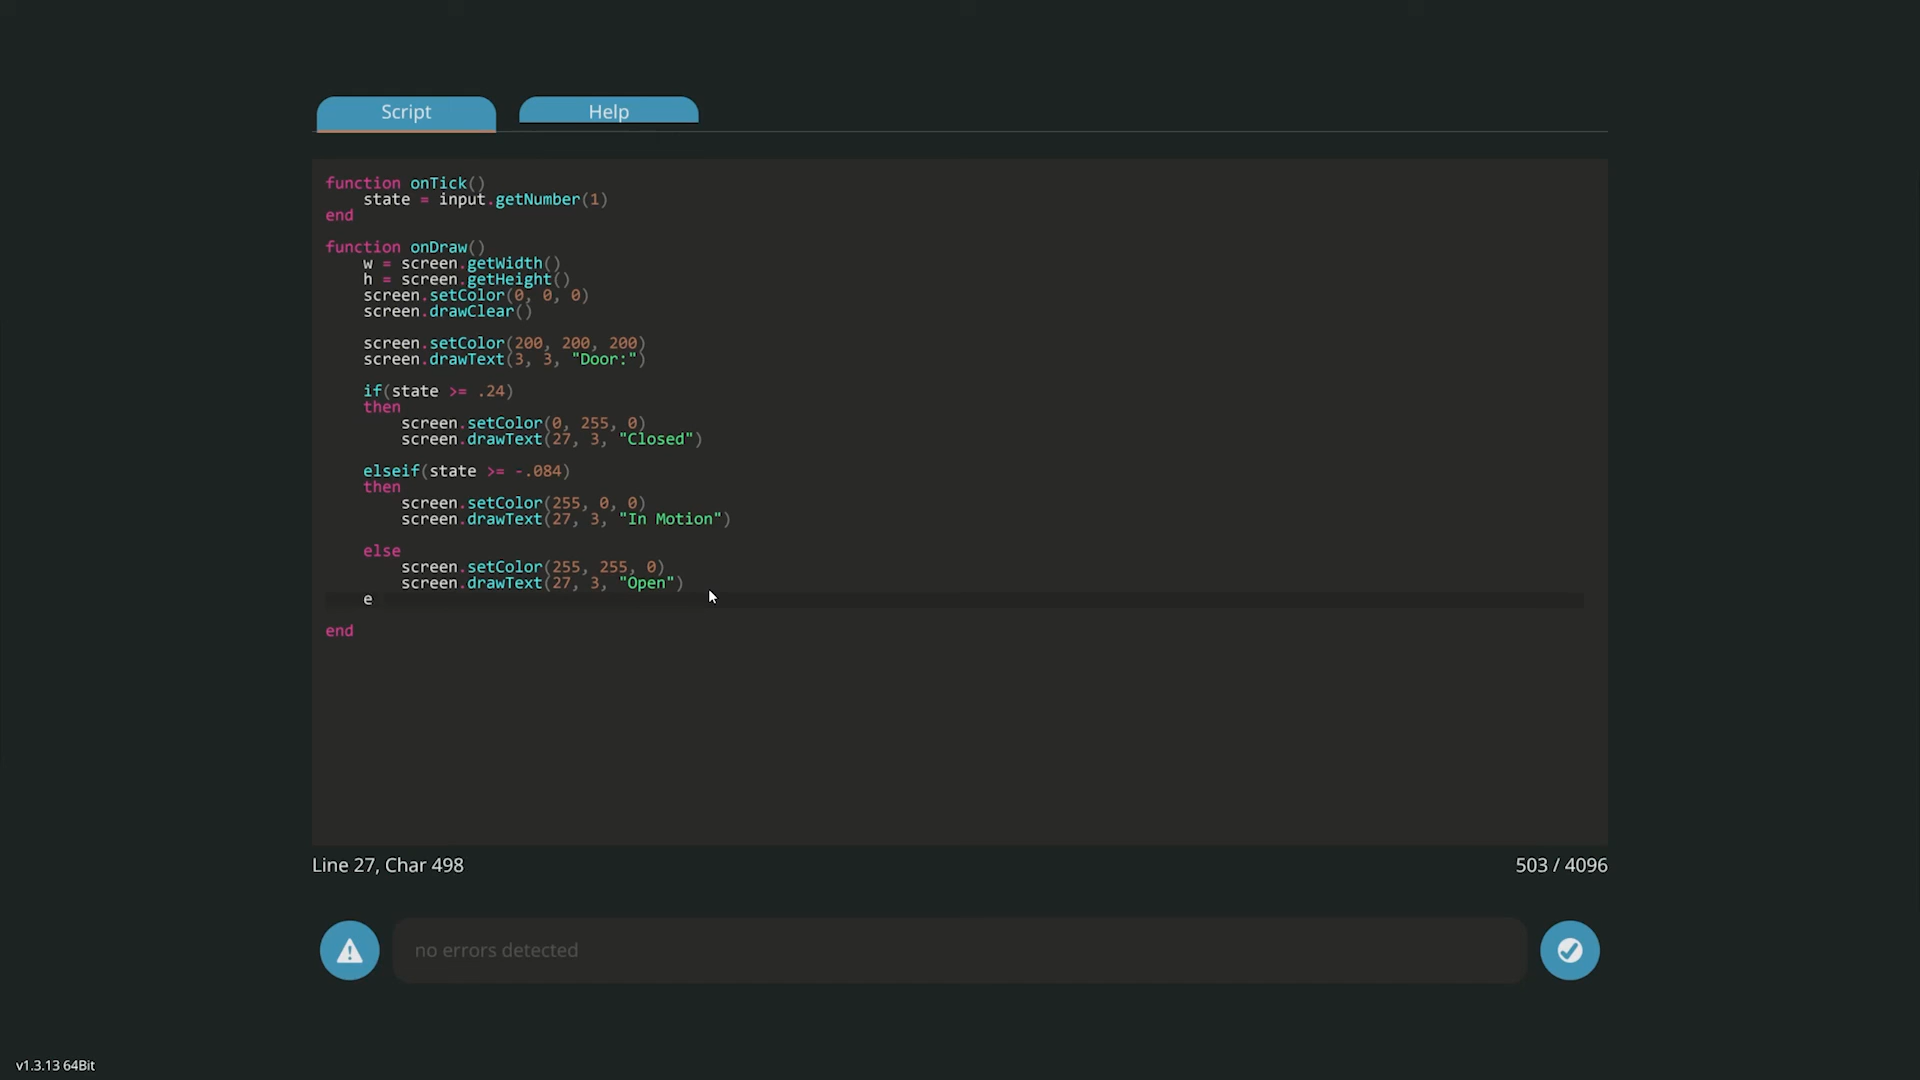 Script
Help
function onTick()
state = input.getNumber(1)
end
function onDraw()
w = screen.getWidth()
h = screen.getHeight()
screen.setColor(0, 0, 0)
screen.drawClear()
screen.setColor(200, 200, 200)
screen.drawText(3, 3, "Door:")
if(state >= .24)
then
screen.setColor(0, 255, 0)
screen.drawText(27, 3, "Closed")
elseif(state >= -.084)
then
screen.setColor(255, 0, 0)
screen.drawText(27, 3, "In Motion")
else
screen.setColor(255, 255, 0)
screen.drawText(27, 3, "Open")
e
end
Line 27, Char 498
503 / 4096
no errors detected
v1.3.13 64Bit